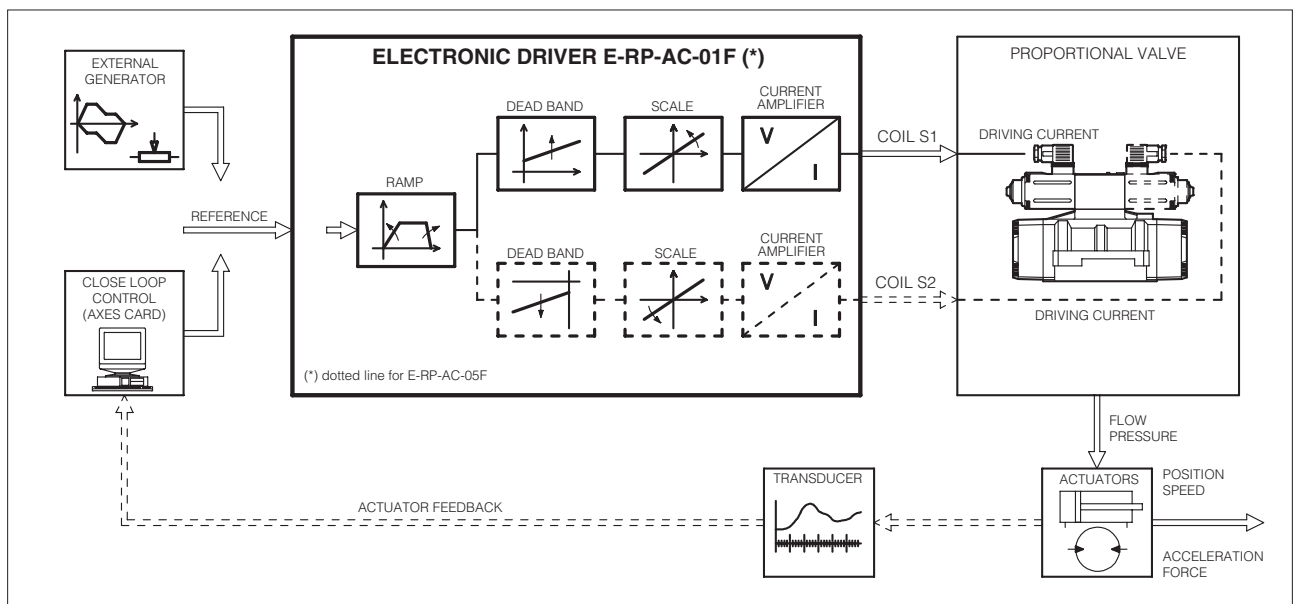 EXTERNAL
GENERATOR
ELECTRONIC DRIVER E-RP-AC-01F (*)
PROPORTIONAL VALVE
DEAD BAND
SCALE
CURRENT
AMPLIFIER
V
I
COIL S1
DRIVING CURRENT
RAMP
REFERENCE
CLOSE LOOP
CONTROL
(AXES CARD)
DEAD BAND
SCALE
CURRENT
AMPLIFIER
V
I
COIL S2
DRIVING CURRENT
(*) dotted line for E-RP-AC-05F
FLOW
PRESSURE
TRANSDUCER
ACTUATORS
POSITION
SPEED
ACTUATOR FEEDBACK
ACCELERATION
FORCE